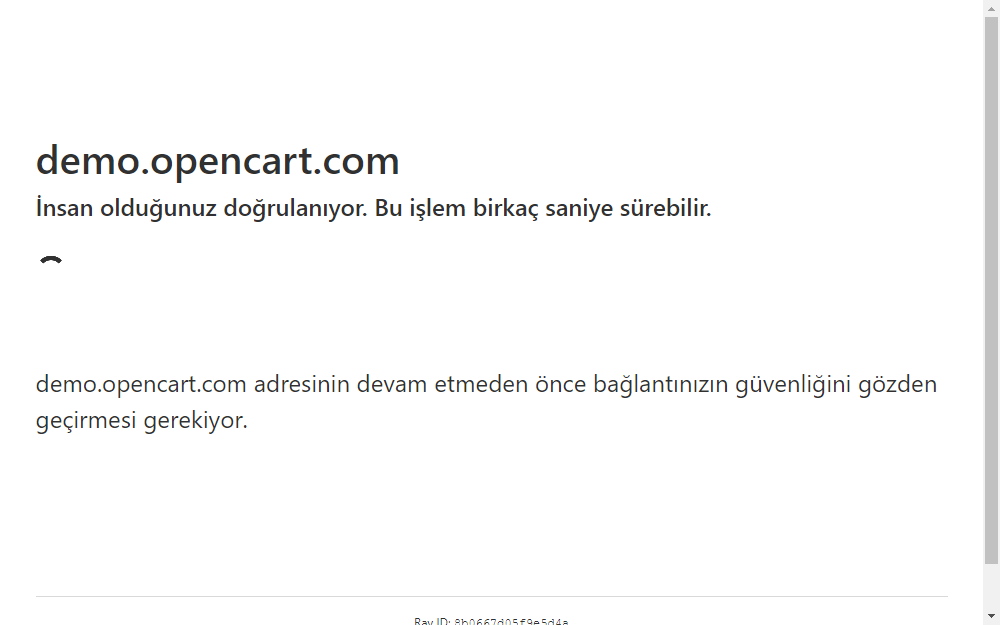 demo.opencart.com
İnsan olduğunuz doğrulanıyor. Bu işlem birkaç saniye sürebilir.
demo.opencart.com adresinin devam etmeden önce bağlantınızın güvenliğini gözden
geçirmesi gerekiyor.
Ray ID: 8b0667d05f9e5d4a